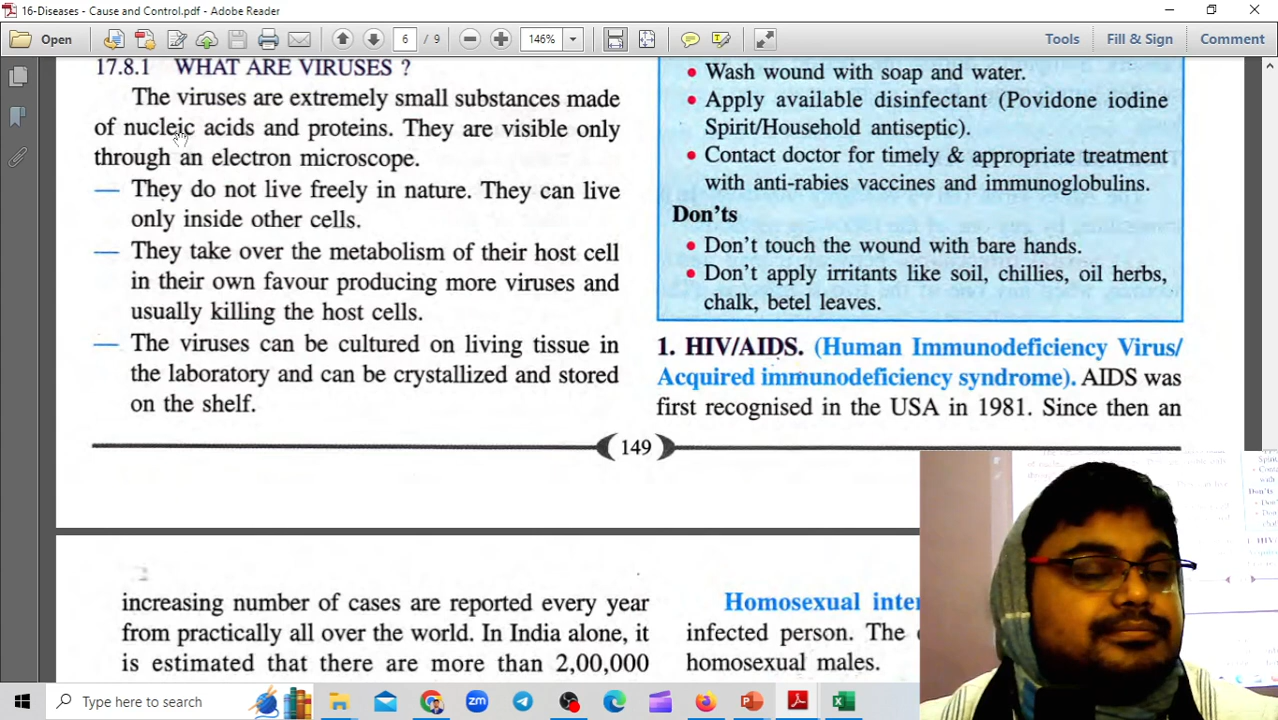 16-Diseases - Cause and Control.pdf - Adobe Reader
Open
6 / 9
146%
Tools
Fill & Sign
Comment
17.8.1 WHAT ARE VIRUSES ?
The viruses are extremely small substances made
of nucleic acids and proteins. They are visible only
through an electron microscope.
— They do not live freely in nature. They can live
only inside other cells.
— They take over the metabolism of their host cell
in their own favour producing more viruses and
usually killing the host cells.
— The viruses can be cultured on living tissue in
the laboratory and can be crystallized and stored
on the shelf.
• Wash wound with soap and water.
• Apply available disinfectant (Povidone iodine
Spirit/Household antiseptic).
• Contact doctor for timely & appropriate treatment
with anti-rabies vaccines and immunoglobulins.
Don'ts
• Don't touch the wound with bare hands.
• Don't apply irritants like soil, chillies, oil herbs,
chalk, betel leaves.
1. HIV/AIDS. (Human Immunodeficiency Virus/
Acquired immunodeficiency syndrome). AIDS was
first recognised in the USA in 1981. Since then an
149
increasing number of cases are reported every year
from practically all over the world. In India alone, it
is estimated that there are more than 2,00,000
Homosexual inte
infected person. The
homosexual males.
Type here to search